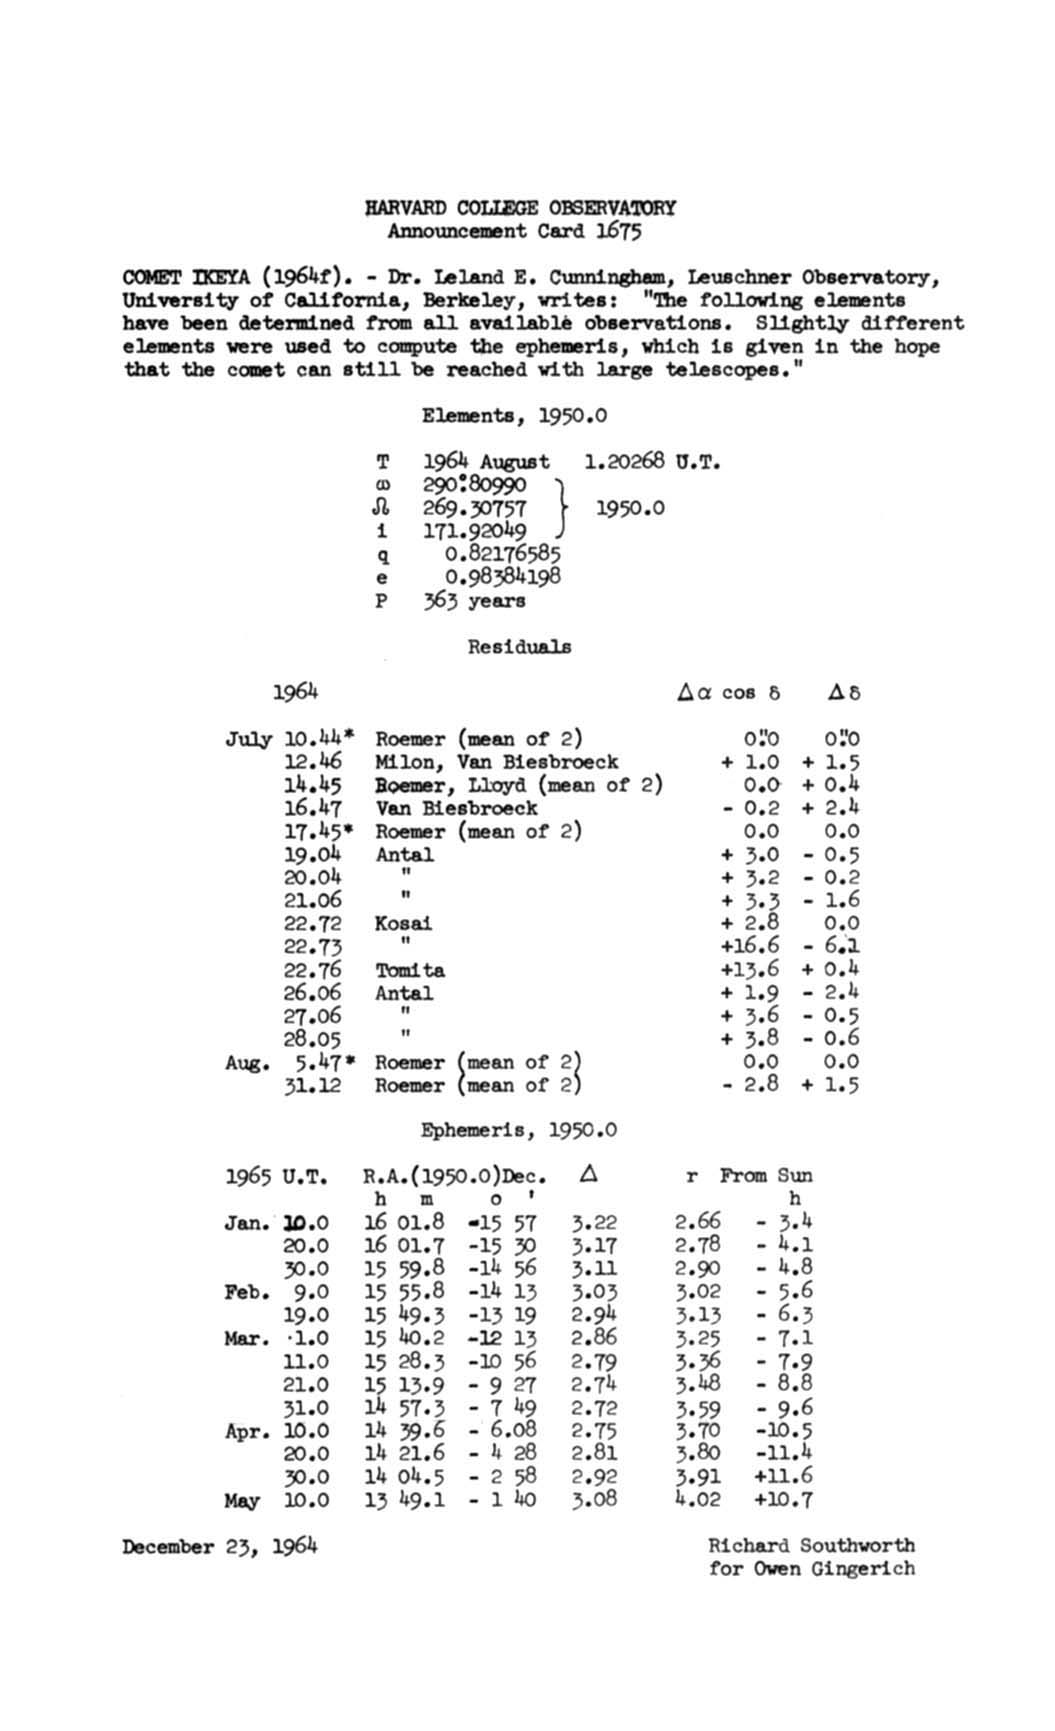 HARVARD COLLEGE OBSERVATORY
Announcement Card 1675
COMET IKEYA (1964f). - Dr. Leland E. Cunningham, Leuschner Observatory,
University of California, Berkeley, writes: "The following elements
have been determined from all available observations. Slightly different
elements were used to compute the ephemeris, which is given in the hope
that the comet can still be reached with large telescopes."
Elements, 1950.0
T 1964 August 1.20268 U.T.
ω 290°.80990
☊ 269.30757 } 1950.0
i 171.92049
q 0.82176585
e 0.98384198
P 363 years
Residuals
1964 Δα cos δ Δδ
July 10.44* Roemer (mean of 2) 0".0 0".0
12.46 Milon, Van Biesbroeck + 1.0 + 1.5
14.45 Roemer, Lloyd (mean of 2) 0.0 + 0.4
16.47 Van Biesbroeck - 0.2 + 2.4
17.45* Roemer (mean of 2) 0.0 0.0
19.04 Antal + 3.0 - 0.5
20.04 " + 3.2 - 0.2
21.06 " + 3.3 - 1.6
22.72 Kosai + 2.8 0.0
22.73 " +16.6 - 6.1
22.76 Tomita +13.6 + 0.4
26.06 Antal + 1.9 - 2.4
27.06 " + 3.6 - 0.5
28.05 " + 3.8 - 0.6
Aug. 5.47* Roemer (mean of 2) 0.0 0.0
31.12 Roemer (mean of 2) - 2.8 + 1.5
Ephemeris, 1950.0
1965 U.T. R.A.(1950.0)Dec. Δ r From Sun
h m o ' h
Jan. 10.0 16 01.8 -15 57 3.22 2.66 - 3.4
20.0 16 01.7 -15 30 3.17 2.78 - 4.1
30.0 15 59.8 -14 56 3.11 2.90 - 4.8
Feb. 9.0 15 55.8 -14 13 3.03 3.02 - 5.6
19.0 15 49.3 -13 19 2.94 3.13 - 6.3
Mar. 1.0 15 40.2 -12 13 2.86 3.25 - 7.1
11.0 15 28.3 -10 56 2.79 3.36 - 7.9
21.0 15 13.9 - 9 27 2.74 3.48 - 8.8
31.0 14 57.3 - 7 49 2.72 3.59 - 9.6
Apr. 10.0 14 39.6 - 6.08 2.75 3.70 -10.5
20.0 14 21.6 - 4 28 2.81 3.80 -11.4
30.0 14 04.5 - 2 58 2.92 3.91 +11.6
May 10.0 13 49.1 - 1 40 3.08 4.02 +10.7
December 23, 1964 Richard Southworth
for Owen Gingerich